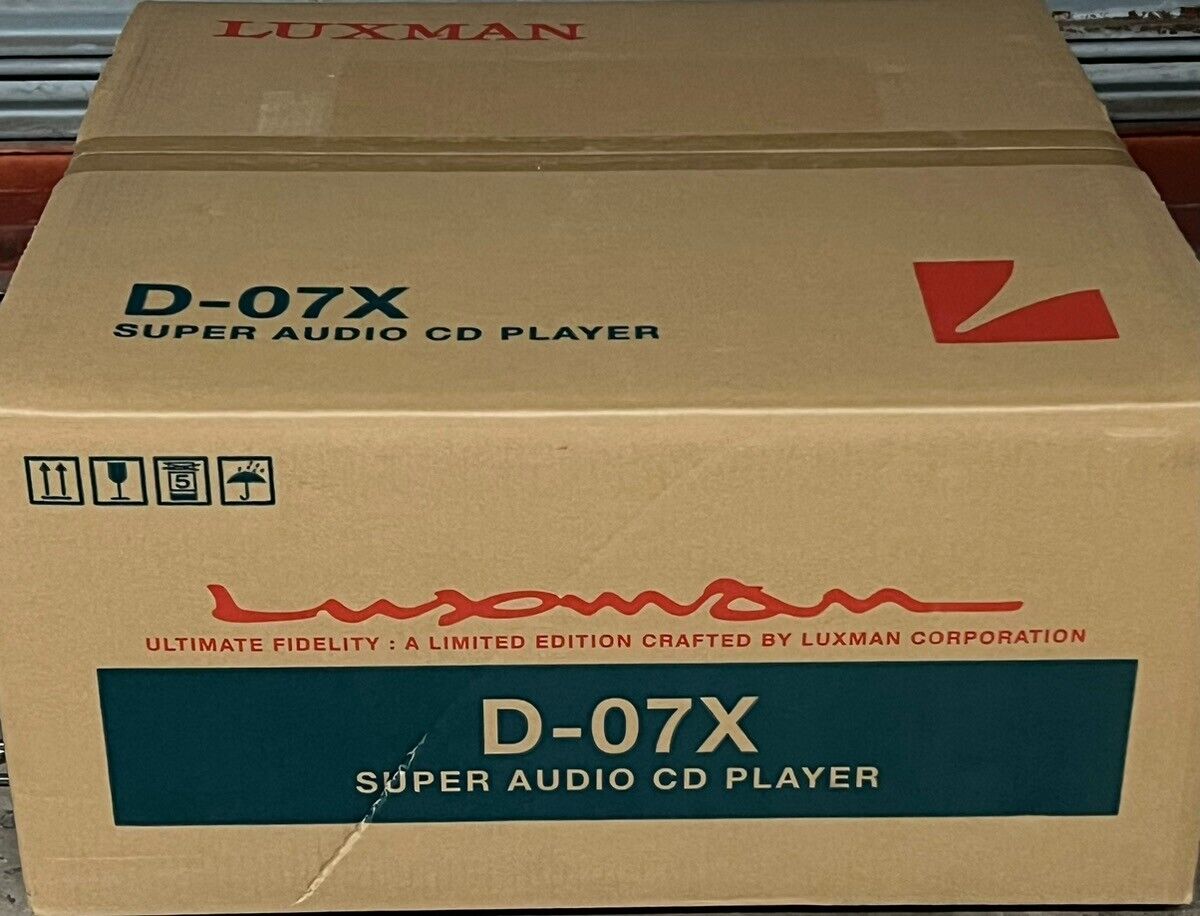 LUXMAN
D-07X
SUPER AUDIO CD PLAYER
5
Luxman
ULTIMATE FIDELITY : A LIMITED EDITION CRAFTED BY LUXMAN CORPORATION
D-07X
SUPER AUDIO CD PLAYER